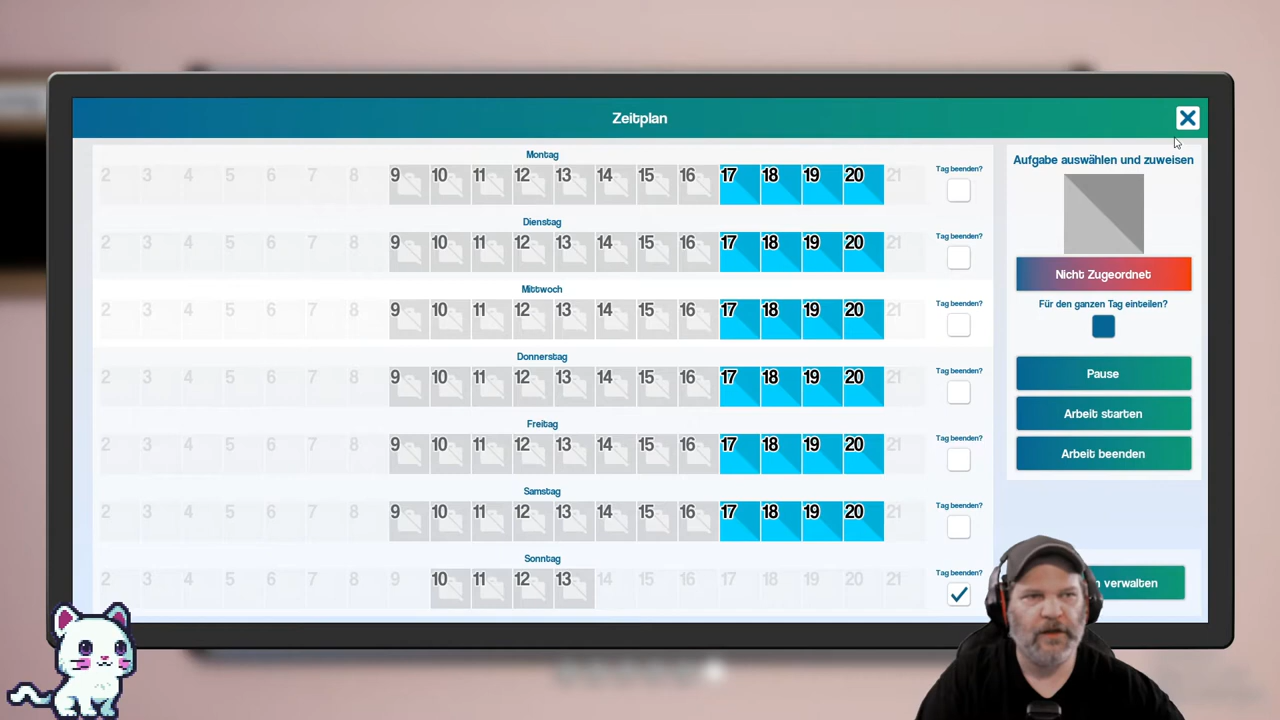 Zeitplan
Aufgabe auswählen und zuweisen
Nicht Zugeordnet
Für den ganzen Tag einteilen?
Pause
Arbeit starten
Arbeit beenden
verwalten
Montag
2 3 4 5 6 7 8 9 10 11 12 13 14 15 16 17 18 19 20 21
Tag beenden?
Dienstag
2 3 4 5 6 7 8 9 10 11 12 13 14 15 16 17 18 19 20 21
Tag beenden?
Mittwoch
2 3 4 5 6 7 8 9 10 11 12 13 14 15 16 17 18 19 20 21
Tag beenden?
Donnerstag
2 3 4 5 6 7 8 9 10 11 12 13 14 15 16 17 18 19 20 21
Tag beenden?
Freitag
2 3 4 5 6 7 8 9 10 11 12 13 14 15 16 17 18 19 20 21
Tag beenden?
Samstag
2 3 4 5 6 7 8 9 10 11 12 13 14 15 16 17 18 19 20 21
Tag beenden?
Sonntag
2 3 4 5 6 7 8 9 10 11 12 13 14 15 16 17 18 19 20 21
Tag beenden?